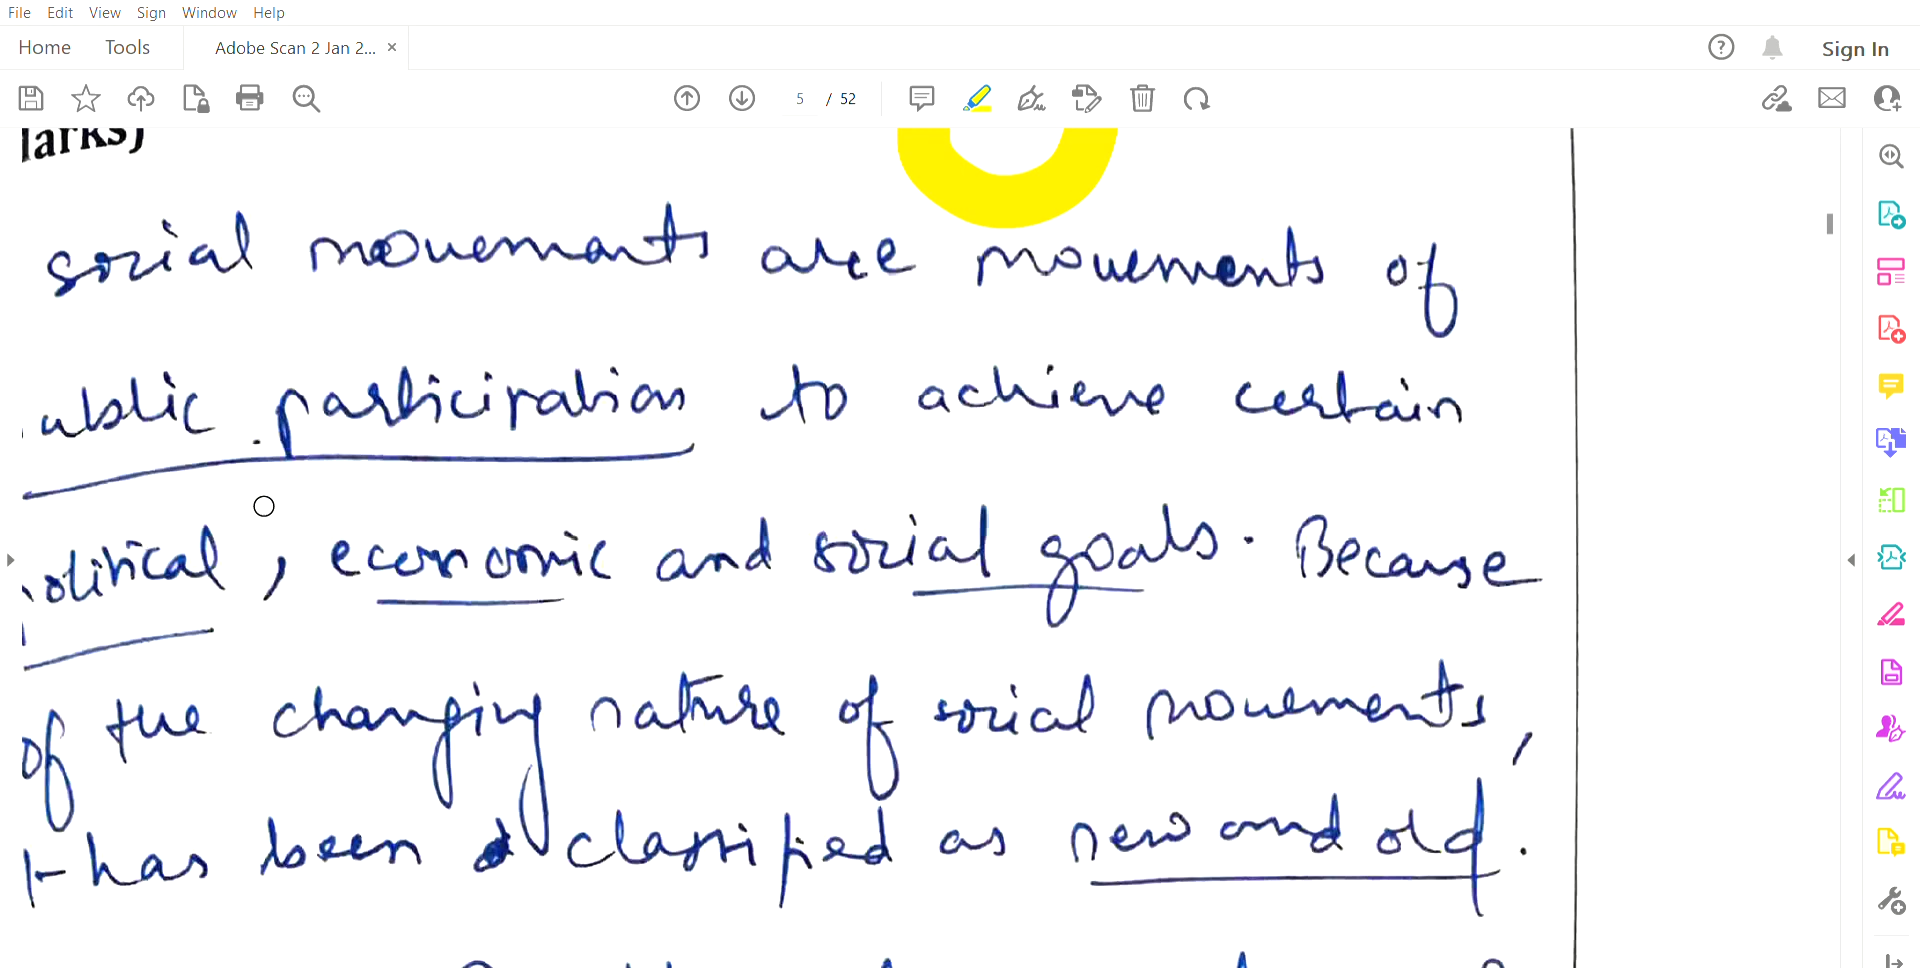 File Edit View Sign Window Help
Home Tools Adobe Scan 2 Jan 2... × Sign In
5 / 52
larks)
social movements are movements of
ublic participation to achieve certain
olitical, economic and social goals. Because
of the changing nature of social movements,
it has been classified as new and old.